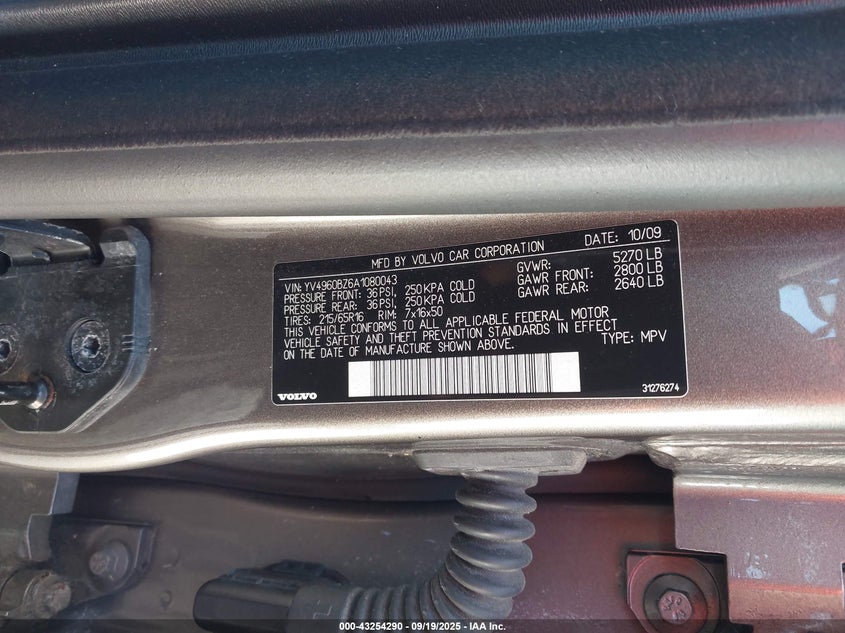 MFD BY VOLVO CAR CORPORATION DATE: 10/09
VIN: YV4960BZ6A1080043
PRESSURE FRONT: 36PSI, 250KPA COLD
PRESSURE REAR: 36PSI, 250KPA COLD
TIRES: 215/65R16 RIM: 7x16x50
GVWR: 5270 LB
GAWR FRONT: 2800 LB
GAWR REAR: 2640 LB
THIS VEHICLE CONFORMS TO ALL APPLICABLE FEDERAL MOTOR
VEHICLE SAFETY AND THEFT PREVENTION STANDARDS IN EFFECT
ON THE DATE OF MANUFACTURE SHOWN ABOVE.
TYPE: MPV
VOLVO
31276274
000-43254290 - 09/19/2025 - IAA Inc.